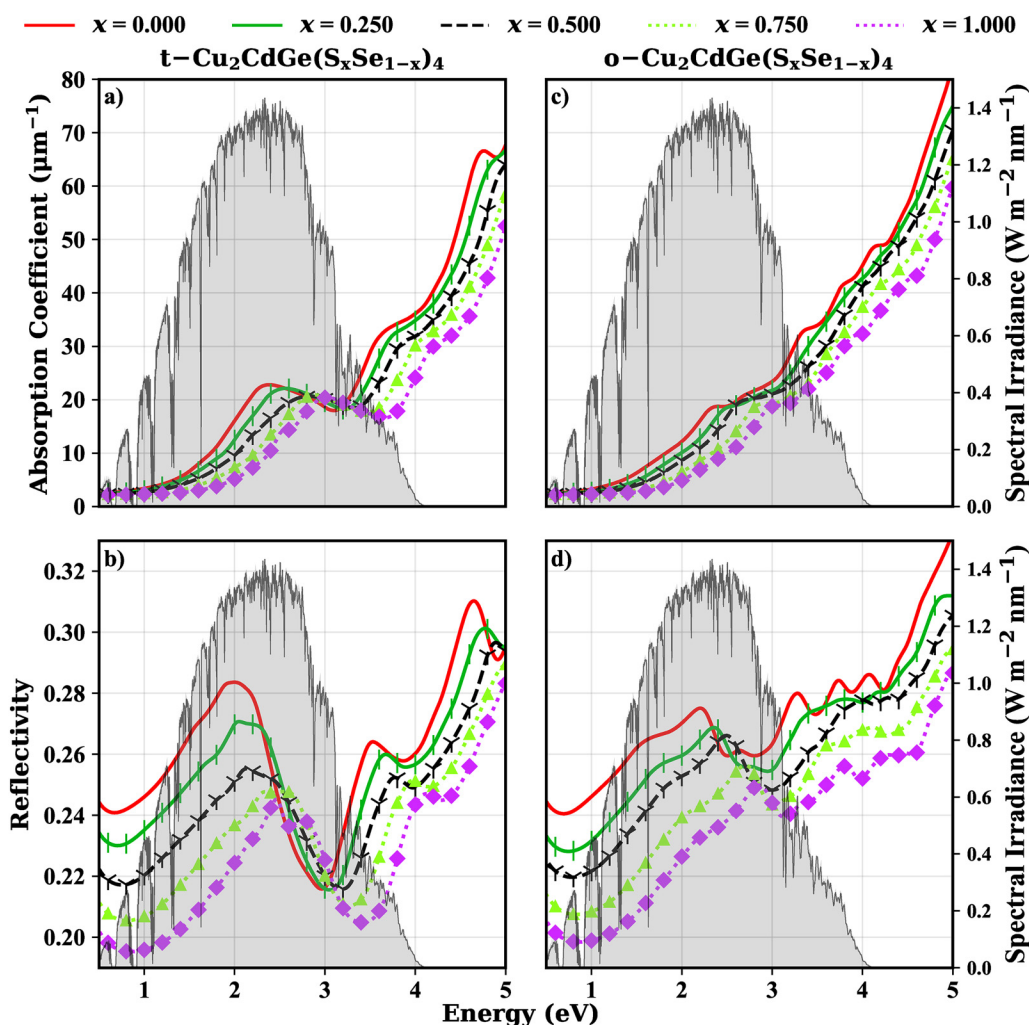 x = 0.000 x = 0.250 x = 0.500 x = 0.750 x = 1.000
t−Cu₂CdGe(SₓSe₁₋ₓ)₄ o−Cu₂CdGe(SₓSe₁₋ₓ)₄
a)
Absorption Coefficient (μm⁻¹)
80
70
60
50
40
30
20
10
0
c)
1.4
1.2
1.0
0.8
0.6
0.4
0.2
0.0
Spectral Irradiance (W m⁻² nm⁻¹)
b)
Reflectivity
0.32
0.30
0.28
0.26
0.24
0.22
0.20
1 2 3 4 5
d)
1.4
1.2
1.0
0.8
0.6
0.4
0.2
0.0
Spectral Irradiance (W m⁻² nm⁻¹)
1 2 3 4 5
Energy (eV) Energy (eV)